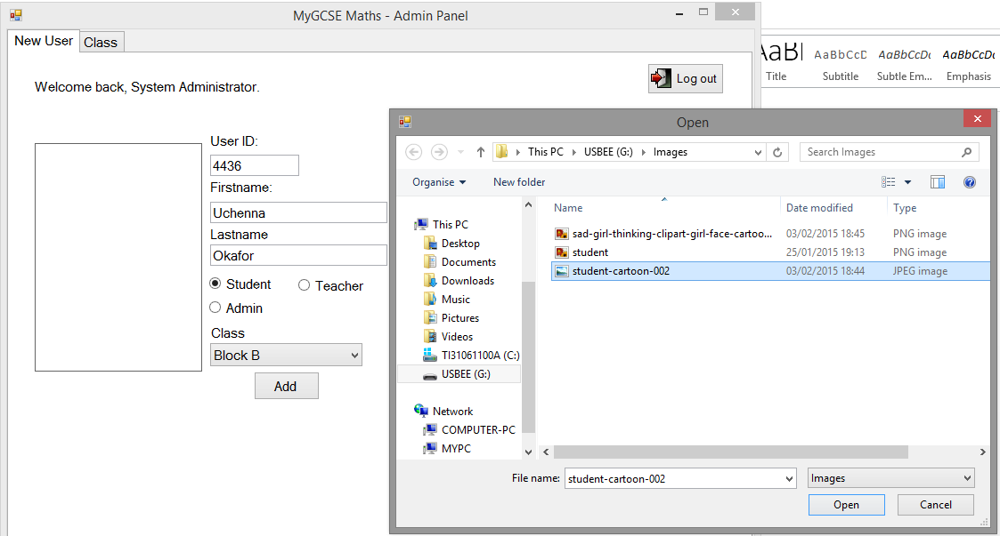 MyGCSE Maths - Admin Panel
New User
Class
Welcome back, System Administrator.
Log out
User ID:
4436
Firstname:
Uchenna
Lastname
Okafor
Student
Teacher
Admin
Class
Block B
Add
AaBl
AaBbCcD
AaBbCcDc
AaBbCcDc
Title
Subtitle
Subtle Em...
Emphasis
Open
This PC
USBEE (G:)
Images
Search Images
Organise
New folder
This PC
Desktop
Documents
Downloads
Music
Pictures
Videos
TI31061100A (C:)
USBEE (G:)
Network
COMPUTER-PC
MYPC
Name
Date modified
Type
sad-girl-thinking-clipart-girl-face-cartoo...
03/02/2015 18:45
PNG image
student
25/01/2015 19:13
PNG image
student-cartoon-002
03/02/2015 18:44
JPEG image
File name:
student-cartoon-002
Images
Open
Cancel